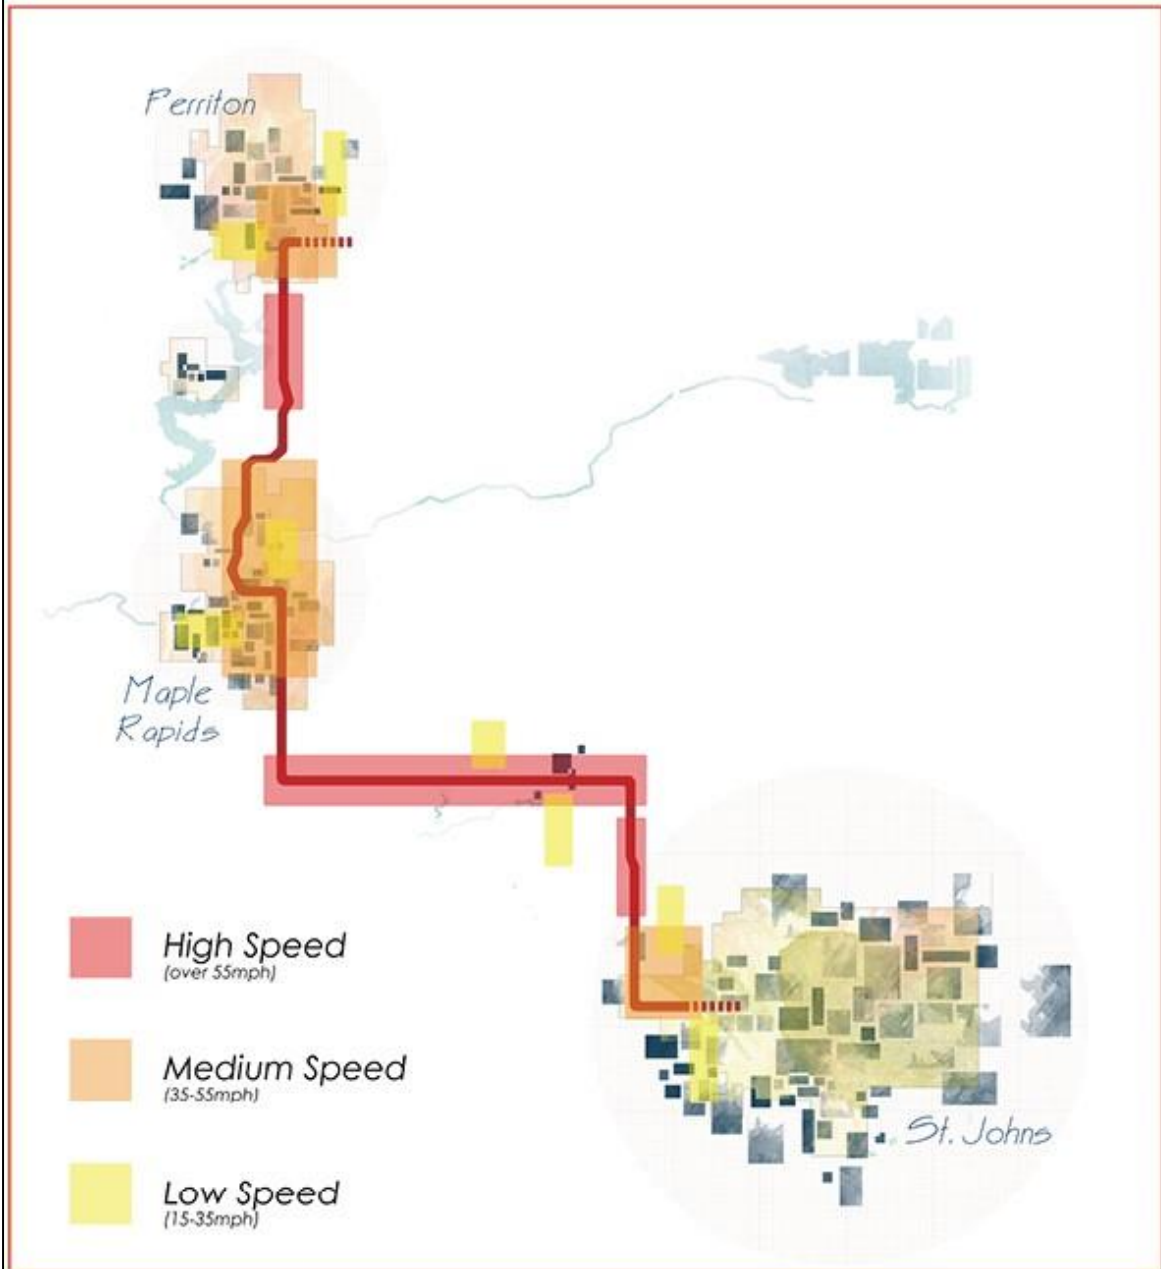 Perriton
Maple
Rapids
High Speed
(over 55mph)
Medium Speed
(35-55mph)
Low Speed
(15-35mph)
St. Johns